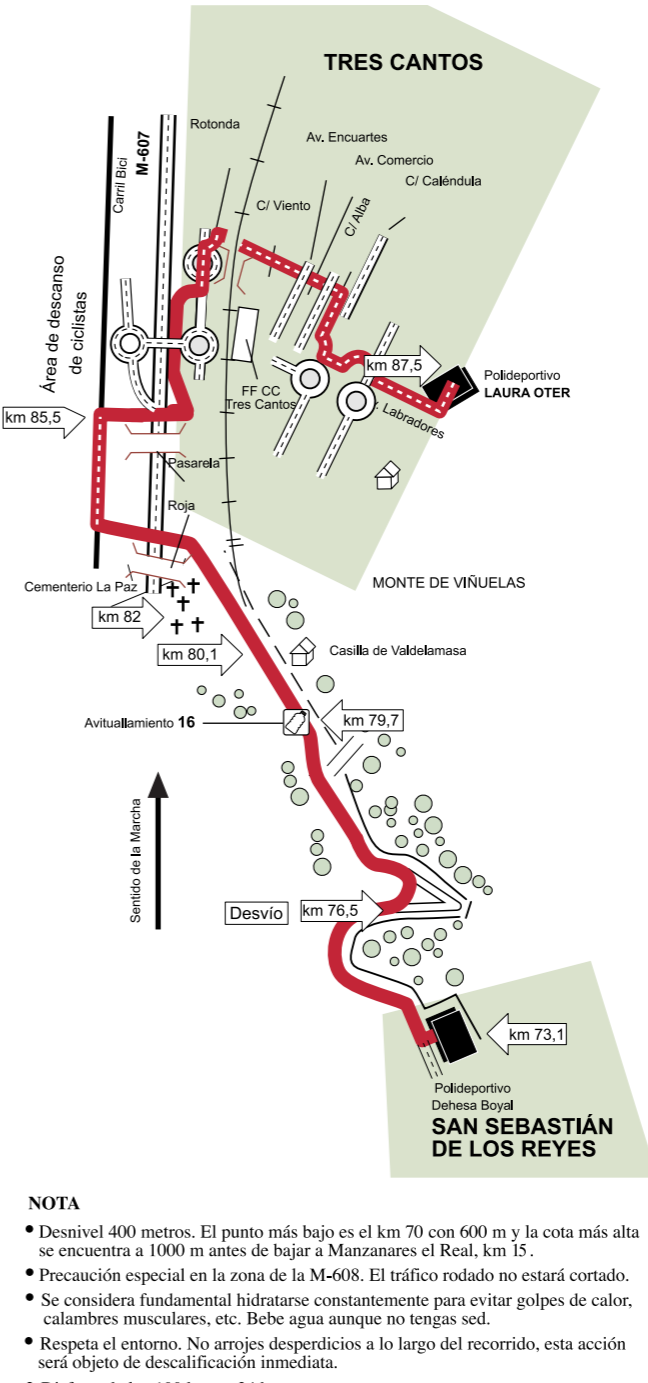 TRES CANTOS
Rotonda
Av. Encuartes
Av. Comercio
C/ Caléndula
Carril Bici
M-607
C/ Viento
C/ Alba
Área de descanso
de ciclistas
km 87,5
Polideportivo
LAURA OTER
FF CC
Tres Cantos
. Labradores
km 85,5
Pasarela
Roja
Cementerio La Paz
MONTE DE VIÑUELAS
km 82
km 80,1
Casilla de Valdelamasa
Avituallamiento 16
km 79,7
Sentido de la Marcha
Desvío
km 76,5
km 73,1
Polideportivo
Dehesa Boyal
SAN SEBASTIÁN
DE LOS REYES
NOTA
• Desnivel 400 metros. El punto más bajo es el km 70 con 600 m y la cota más alta
se encuentra a 1000 m antes de bajar a Manzanares el Real, km 15.
• Precaución especial en la zona de la M-608. El tráfico rodado no estará cortado.
• Se considera fundamental hidratarse constantemente para evitar golpes de calor,
calambres musculares, etc. Bebe agua aunque no tengas sed.
• Respeta el entorno. No arrojes desperdicios a lo largo del recorrido, esta acción
será objeto de descalificación inmediata.